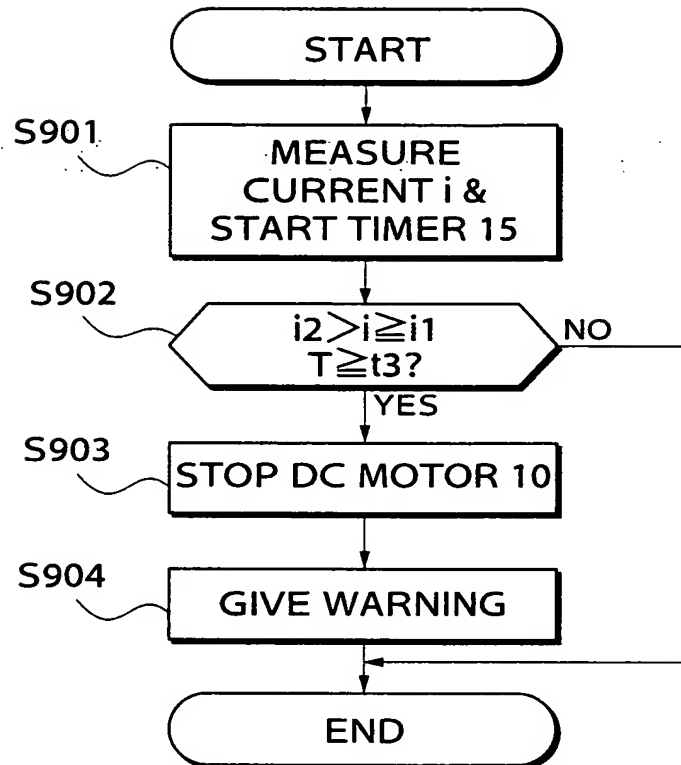 START
S901
MEASURE
CURRENT i &
START TIMER 15
S902
i2>i≧i1
T≧t3?
NO
YES
S903
STOP DC MOTOR 10
S904
GIVE WARNING
END